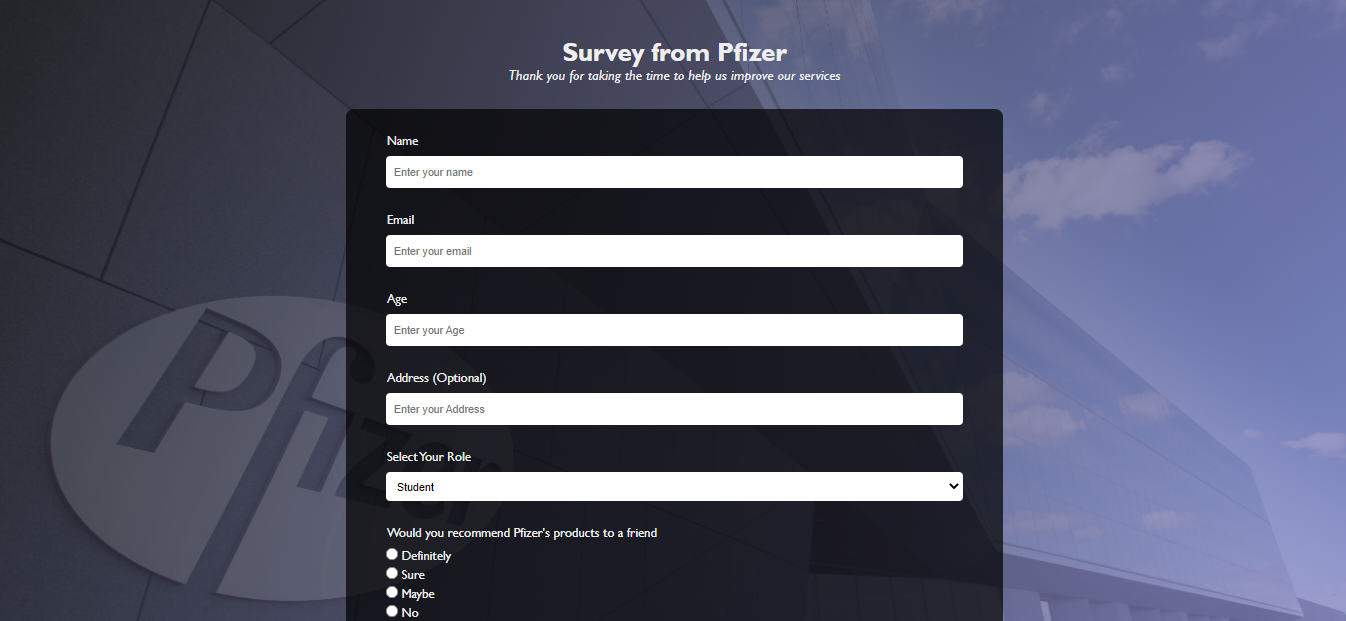 Survey from Pfizer
Thank you for taking the time to help us improve our services
Name
Enter your name
Email
Enter your email
Age
Enter your Age
Address (Optional)
Enter your Address
Select Your Role
Student
Would you recommend Pfizer's products to a friend
Definitely
Sure
Maybe
No
Pfizer